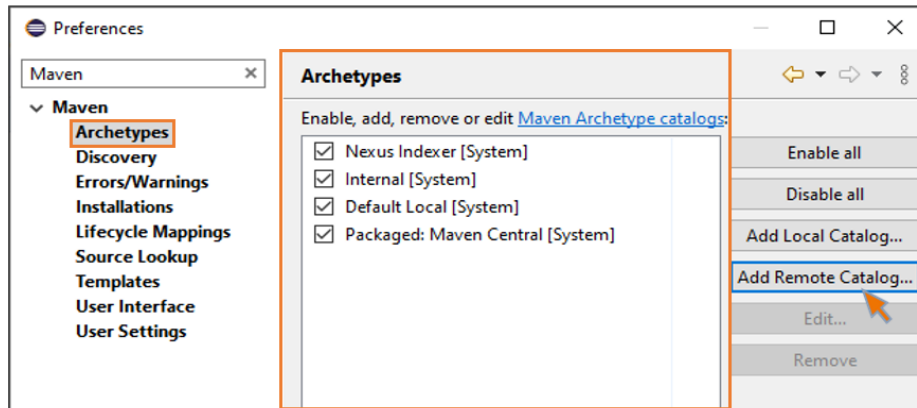 Preferences
Maven
Maven
Archetypes
Discovery
Errors/Warnings
Installations
Lifecycle Mappings
Source Lookup
Templates
User Interface
User Settings
Archetypes
Enable, add, remove or edit Maven Archetype catalogs:
Nexus Indexer [System]
Internal [System]
Default Local [System]
Packaged: Maven Central [System]
Enable all
Disable all
Add Local Catalog...
Add Remote Catalog...
Edit...
Remove